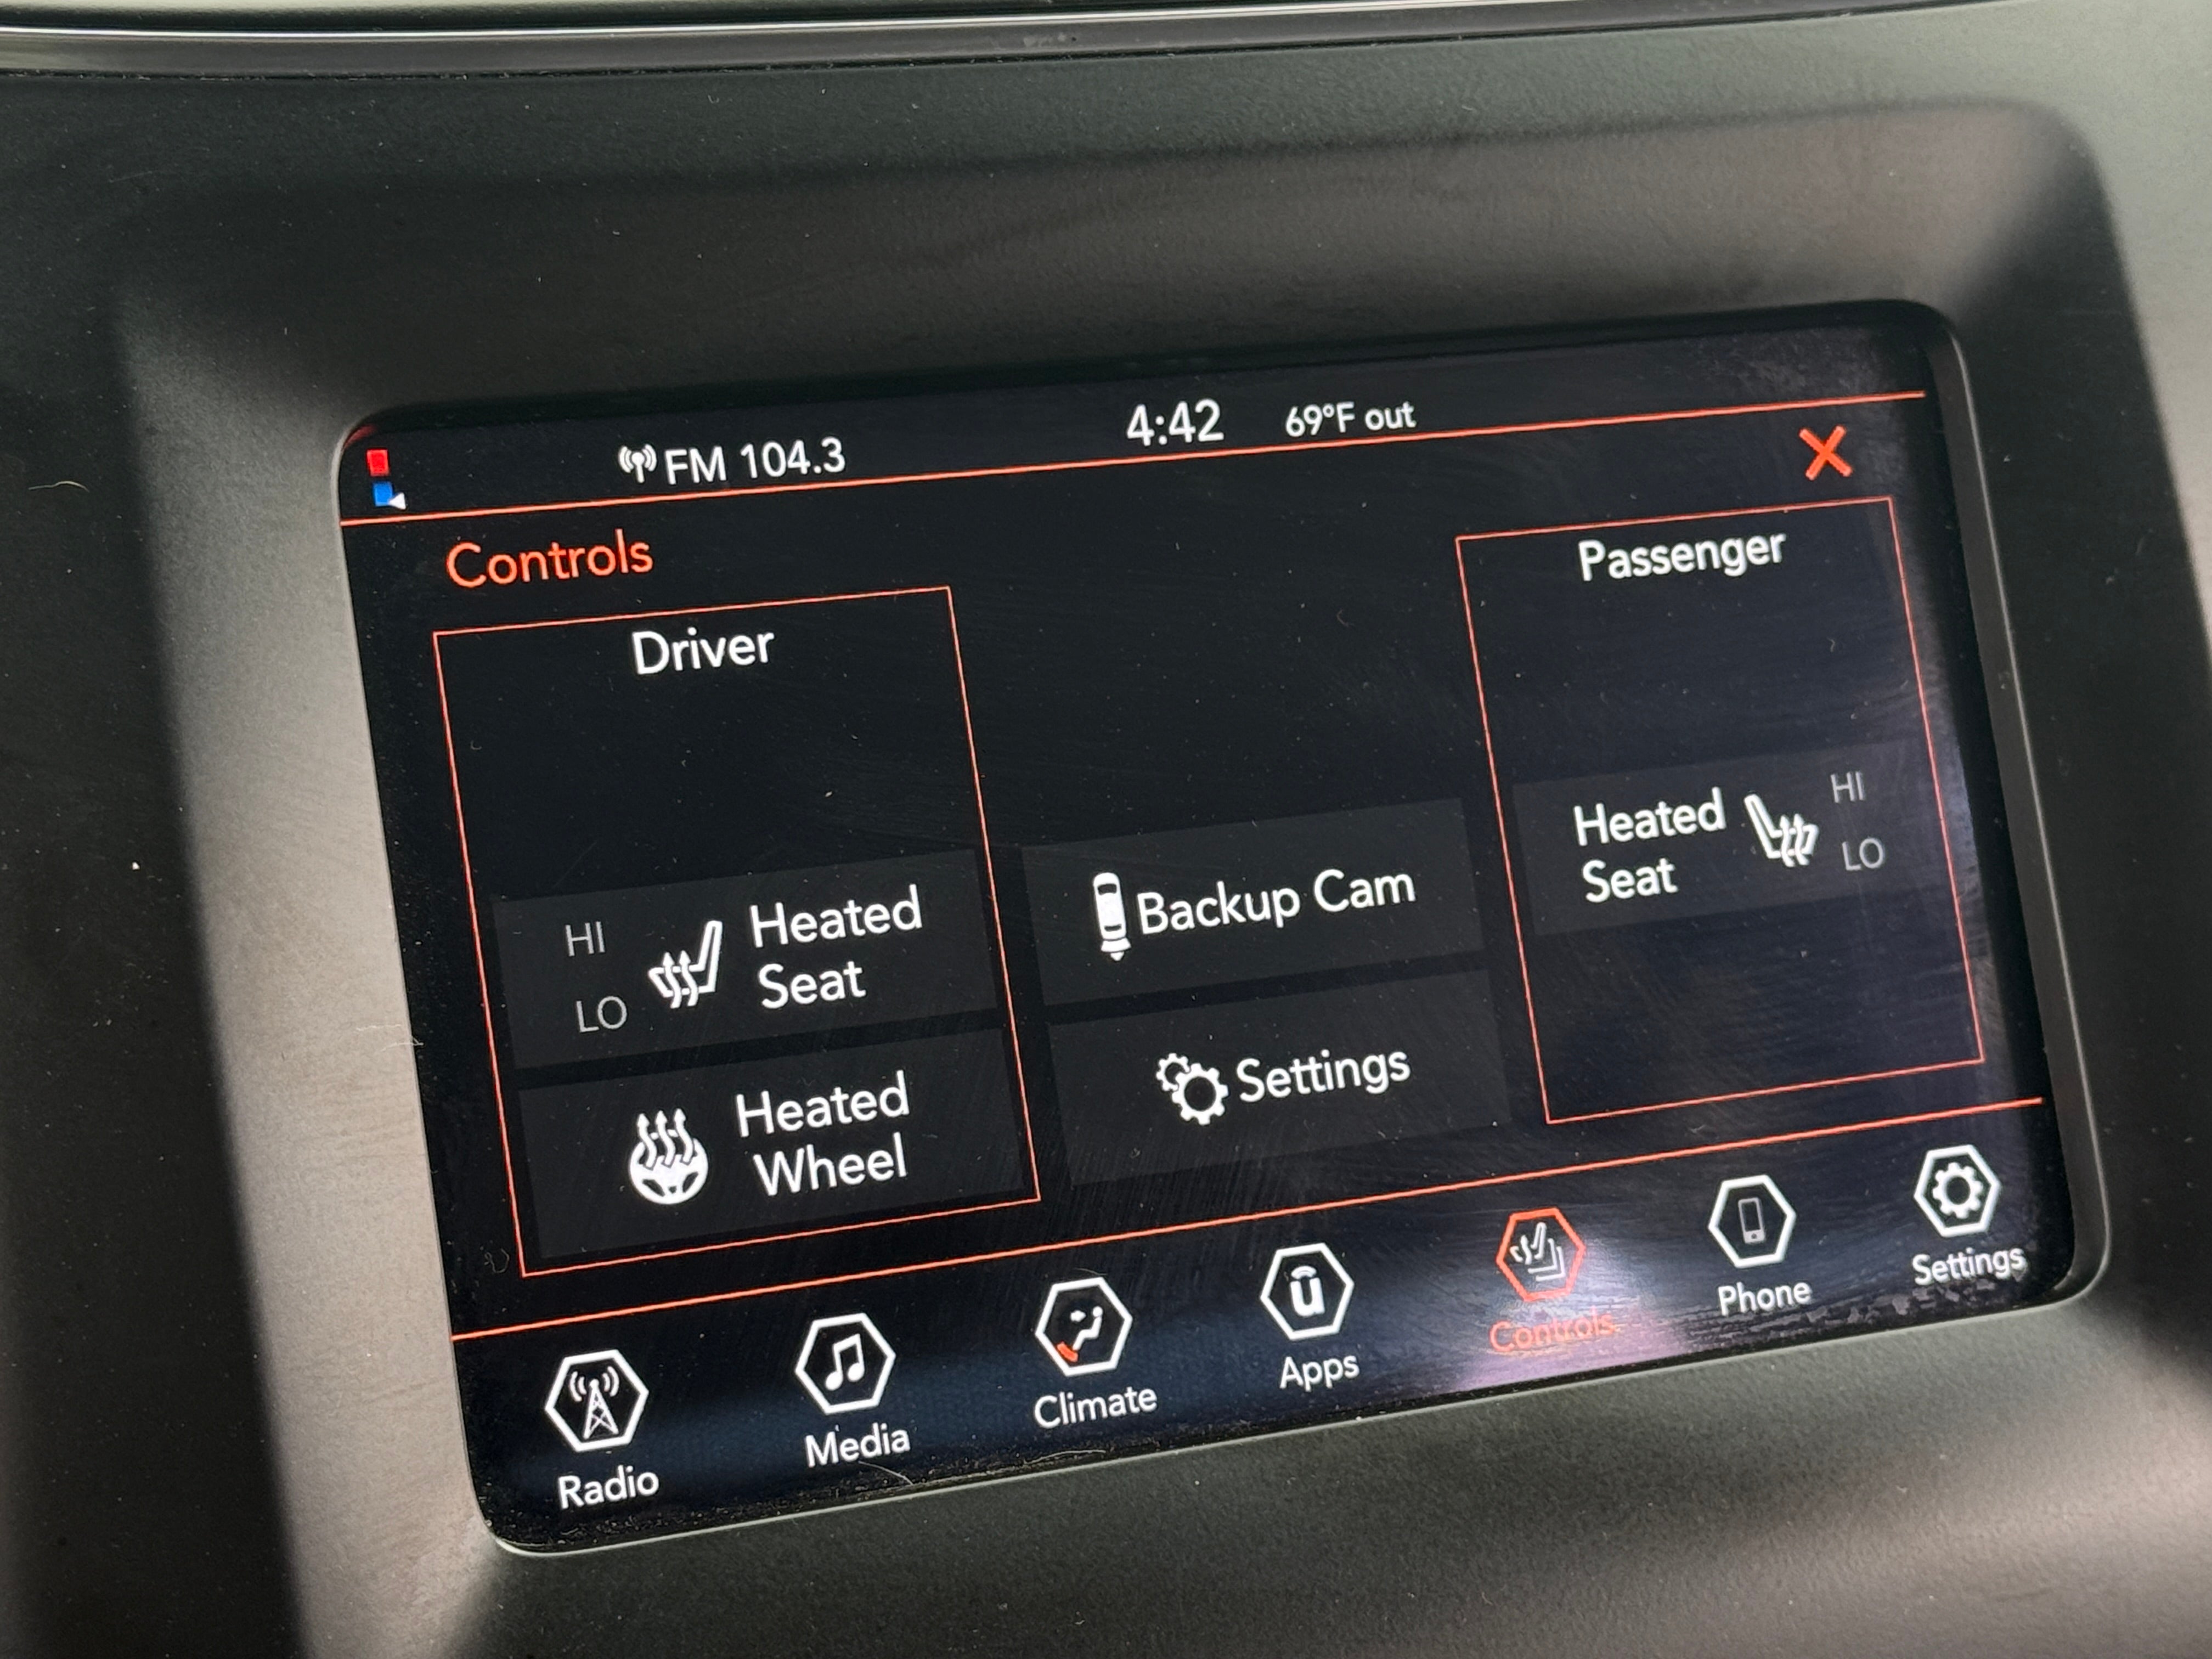 FM 104.3
4:42
69°F out
Controls
Driver
HI
LO
Heated
Seat
Heated
Wheel
Backup Cam
Settings
Passenger
Heated
Seat
HI
LO
Radio
Media
Climate
Apps
Controls
Phone
Settings